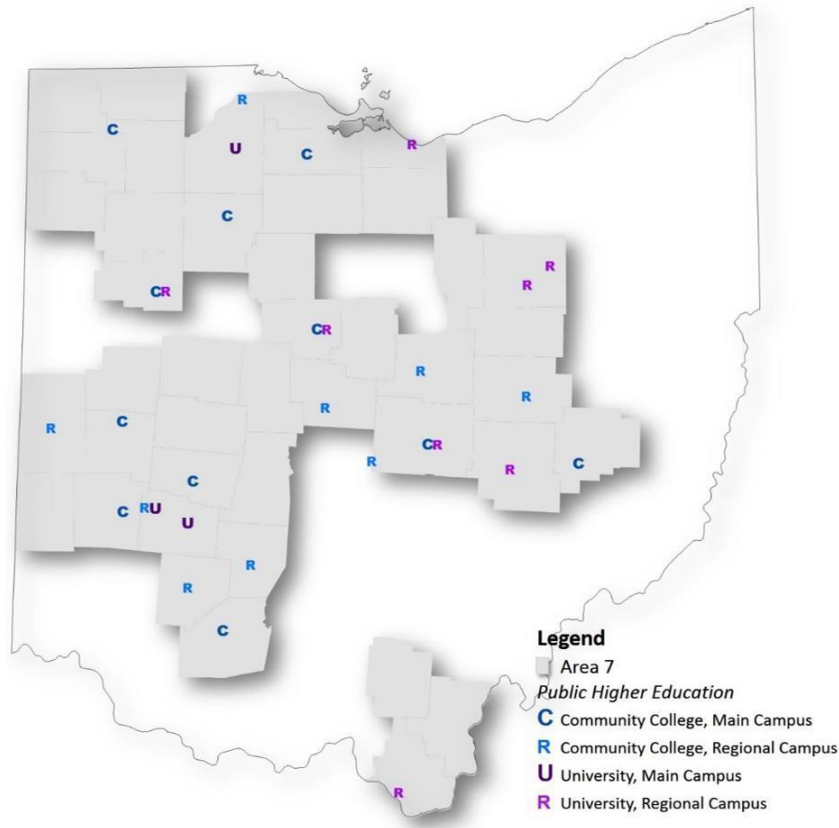 R
C
U
C
R
C
R
R
CR
CR
R
R
R
R
R
C
CR
R
R
C
C
C
RU
U
R
R
C
R
Legend
Area 7
Public Higher Education
C Community College, Main Campus
R Community College, Regional Campus
U University, Main Campus
R University, Regional Campus